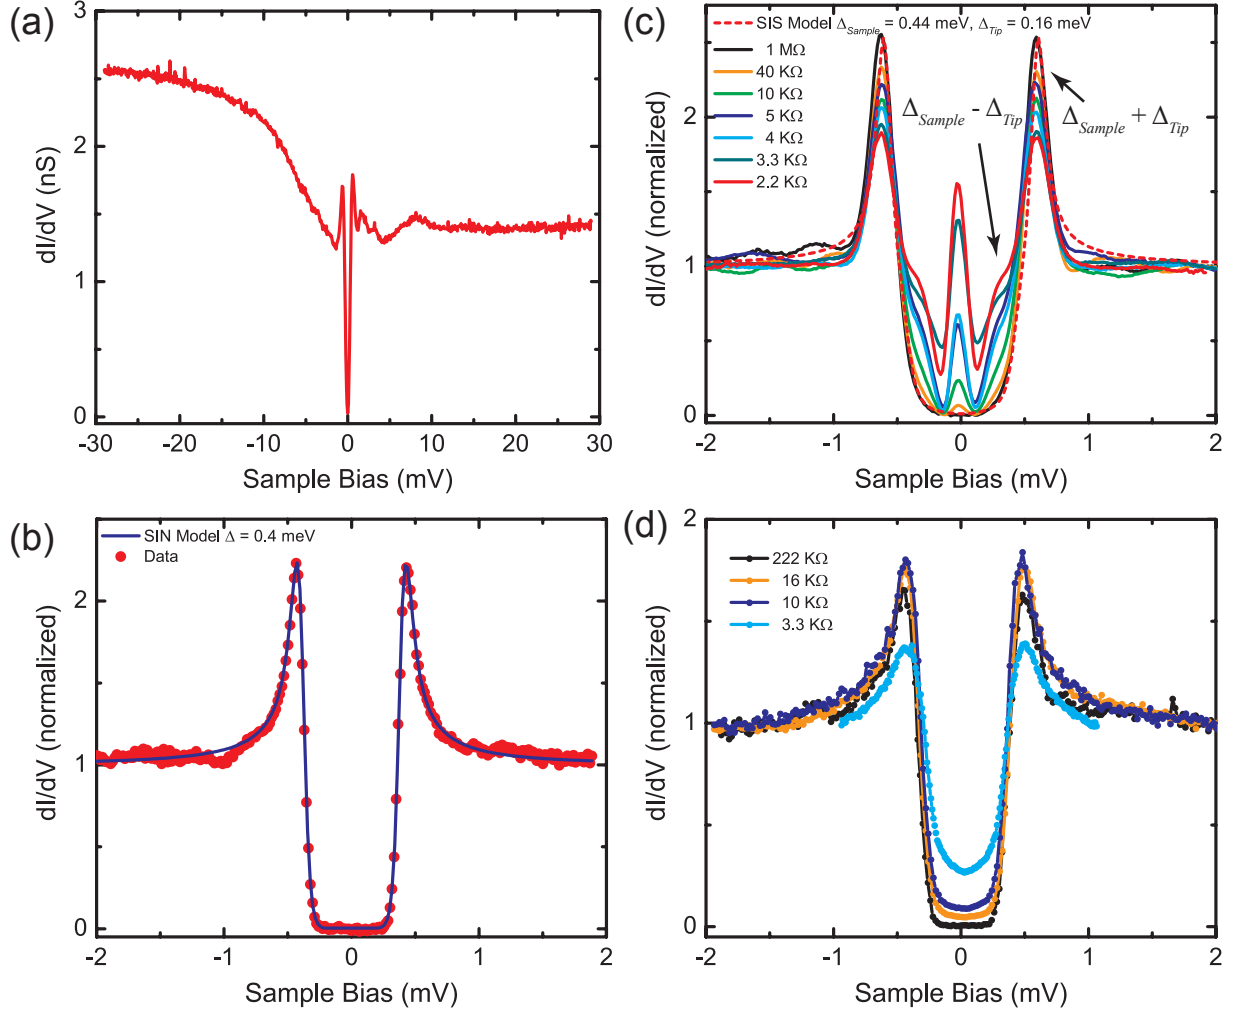 (a)
dI/dV (nS)
3
2
1
0
-30 -20 -10 0 10 20 30
Sample Bias (mV)
(c)
dI/dV (normalized)
SIS Model Δ_Sample = 0.44 meV, Δ_Tip = 0.16 meV
1 MΩ
40 KΩ
10 KΩ
5 KΩ
4 KΩ
3.3 KΩ
2.2 KΩ
Δ_Sample - Δ_Tip
Δ_Sample + Δ_Tip
2
1
0
-2 -1 0 1 2
Sample Bias (mV)
(b)
dI/dV (normalized)
SIN Model Δ = 0.4 meV
Data
2
1
0
-2 -1 0 1 2
Sample Bias (mV)
(d)
dI/dV (normalized)
222 KΩ
16 KΩ
10 KΩ
3.3 KΩ
2
1
0
-2 -1 0 1 2
Sample Bias (mV)